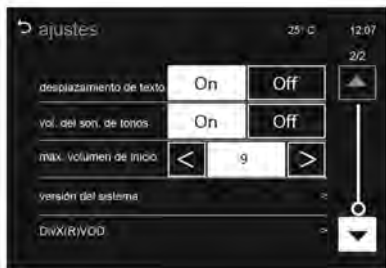 ajustes 25° C 12:07
2/2
desplazamiento de texto On Off
vol. del son. de tonos On Off
máx. volumen de inicio < 9 >
versión del sistema
DivX(R)VOD